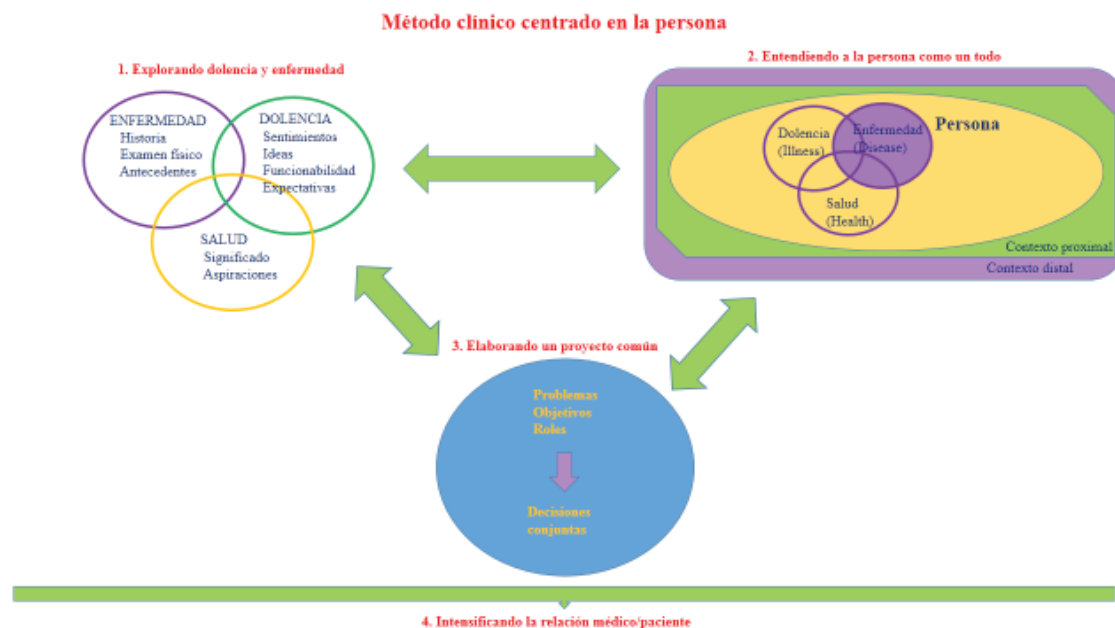 Método clínico centrado en la persona
1. Explorando dolencia y enfermedad
ENFERMEDAD
Historia
Examen físico
Antecedentes
DOLENCIA
Sentimientos
Ideas
Funcionabilidad
Expectativas
SALUD
Significado
Aspiraciones
2. Entendiendo a la persona como un todo
Persona
Dolencia
(Illness)
Enfermedad
(Disease)
Salud
(Health)
Contexto proximal
Contexto distal
3. Elaborando un proyecto común
Problemas
Objetivos
Roles
Decisiones
conjuntas
4. Intensificando la relación médico/paciente